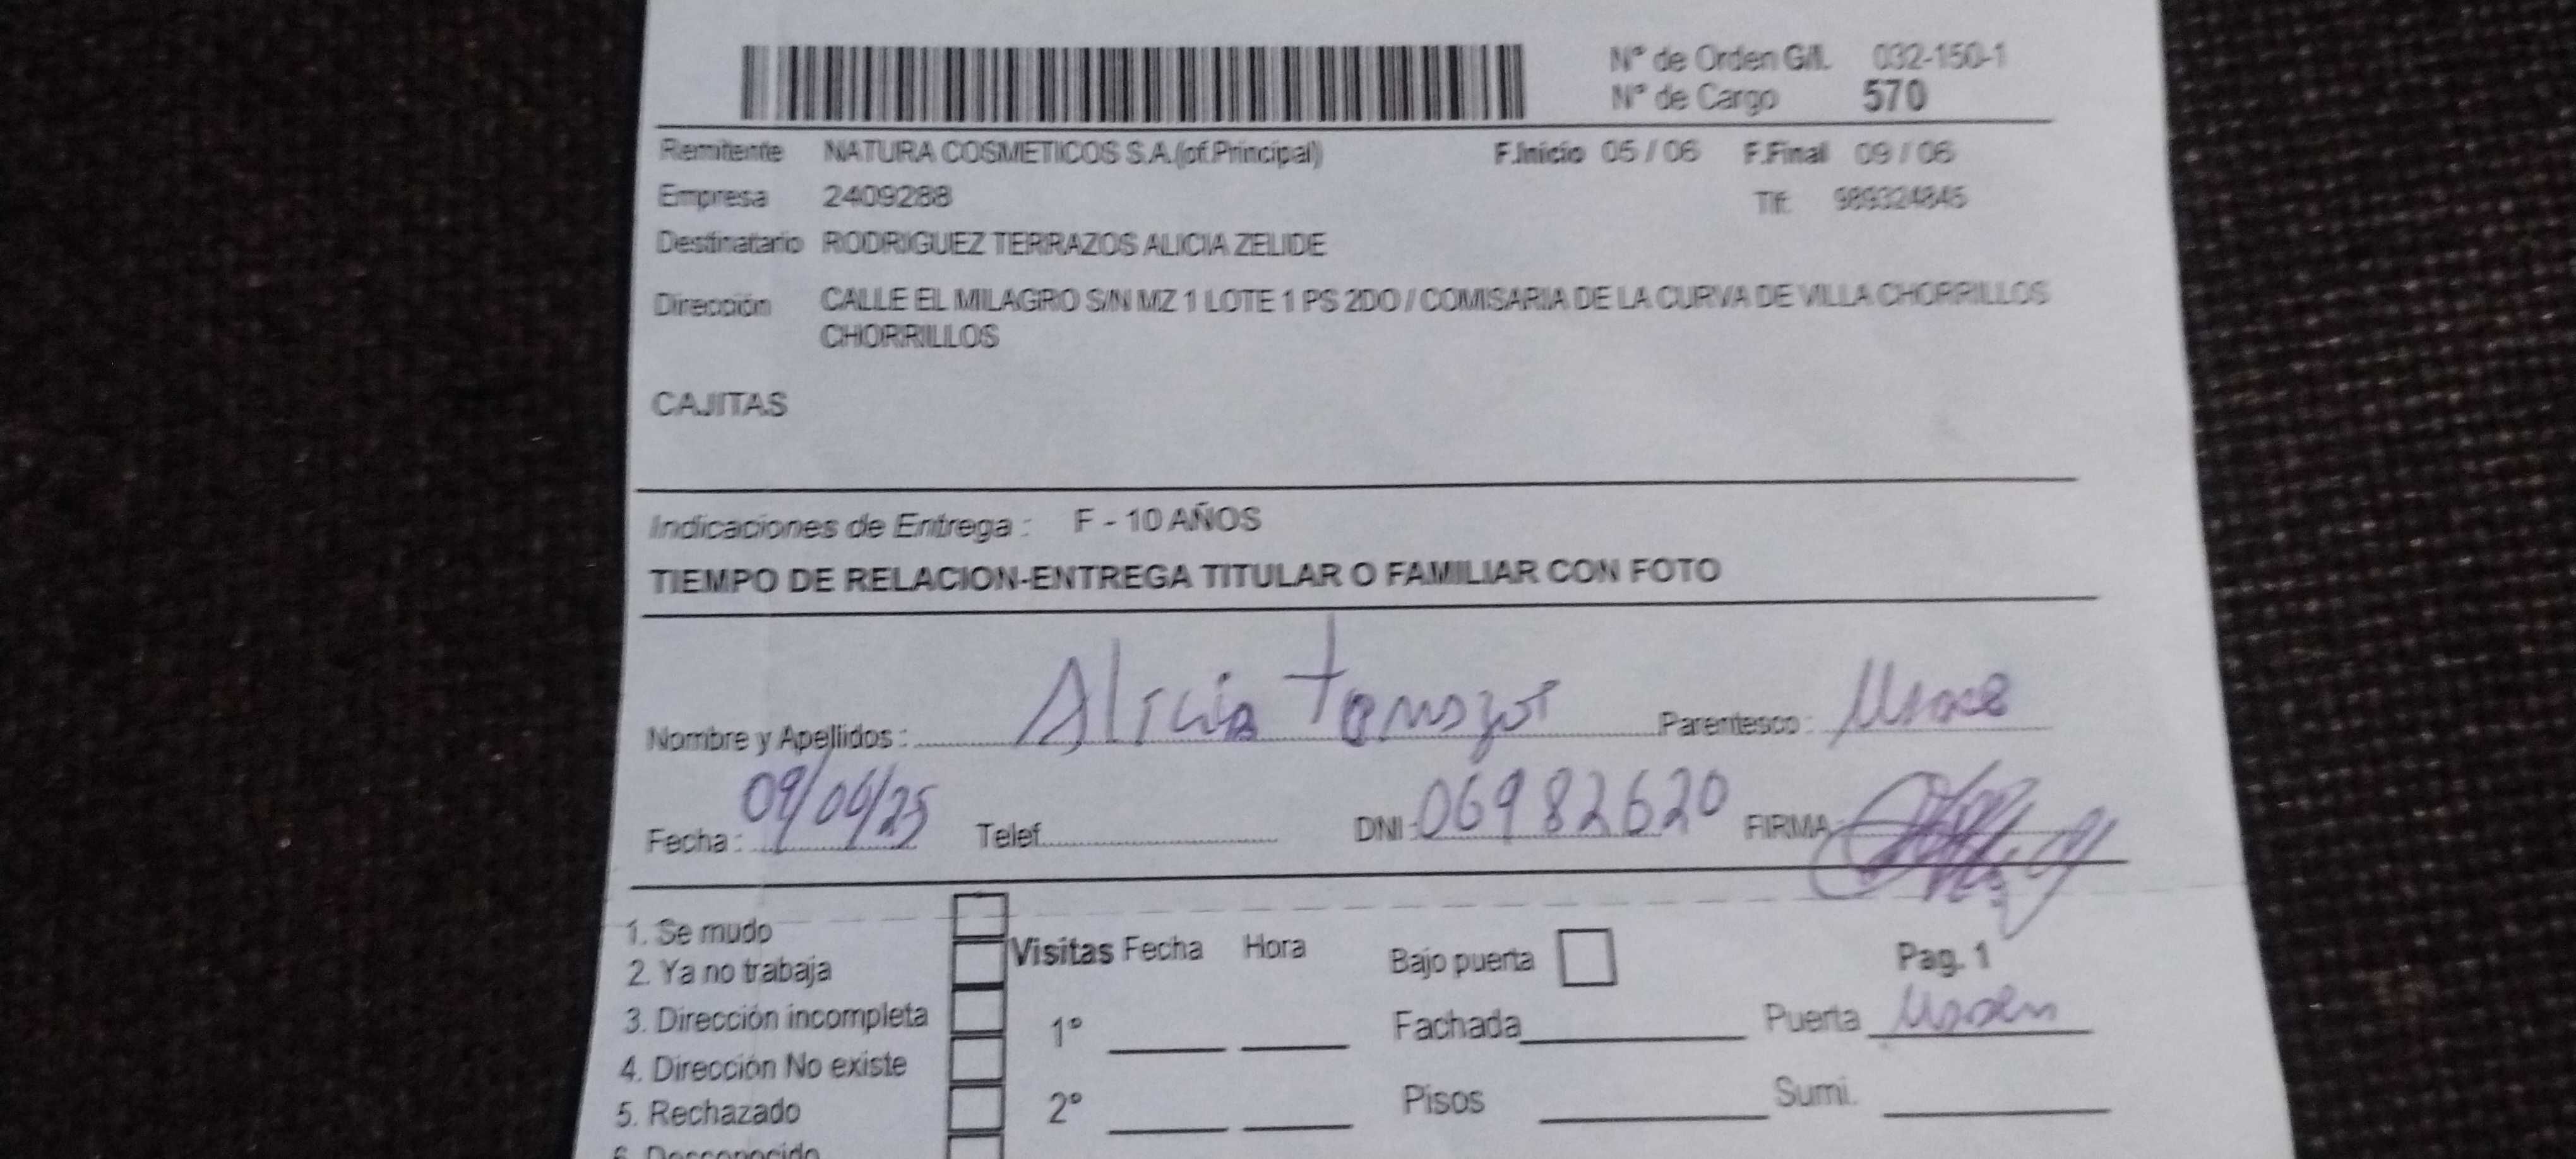 N° de Orden G/L 032-150-1
N° de Cargo 570
Remitente NATURA COSMETICOS S.A.(of.Principal) F.Inicio 05 / 06 F.Final 09 / 06
Empresa 2409288 Tlf: 989324845
Destinatario RODRIGUEZ TERRAZOS ALICIA ZELIDE
Dirección CALLE EL MILAGRO S/N MZ 1 LOTE 1 PS 2DO / COMISARIA DE LA CURVA DE VILLA CHORRILLOS
CHORRILLOS
CAJITAS
Indicaciones de Entrega : F - 10 AÑOS
TIEMPO DE RELACION-ENTREGA TITULAR O FAMILIAR CON FOTO
Nombre y Apellidos : Alicia Parentesco :
Fecha : 09/06/25 Telef. DNI : 06982620 FIRMA
1. Se mudo
2. Ya no trabaja
3. Dirección incompleta
4. Dirección No existe
5. Rechazado
6. Desconocido
Visitas Fecha Hora
1°
2°
Bajo puerta Pag. 1
Fachada Puerta
Pisos Sumi.